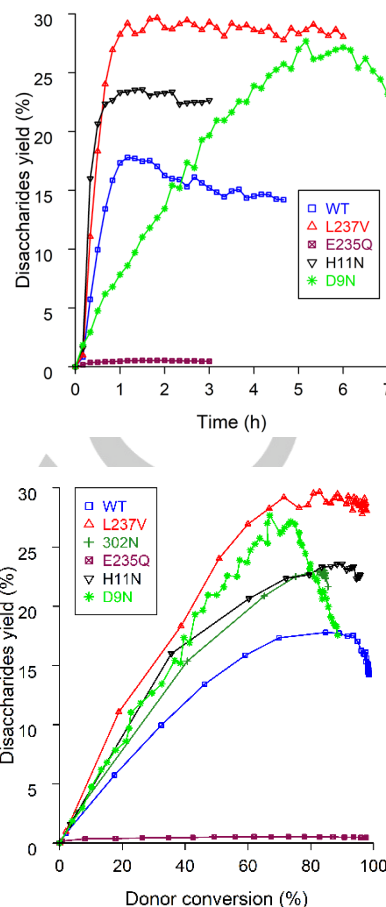 30
25
20
15
10
5
0
Disaccharides yield (%)
WT
L237V
E235Q
H11N
D9N
0 1 2 3 4 5 6 7
Time (h)
30
25
20
15
10
5
0
Disaccharides yield (%)
WT
L237V
302N
E235Q
H11N
D9N
0 20 40 60 80 100
Donor conversion (%)